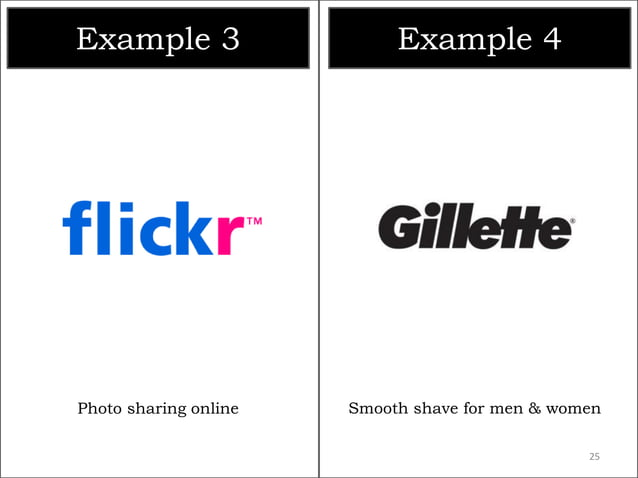 Example 3
flickr™
Photo sharing online
Example 4
Gillette®
Smooth shave for men & women
25